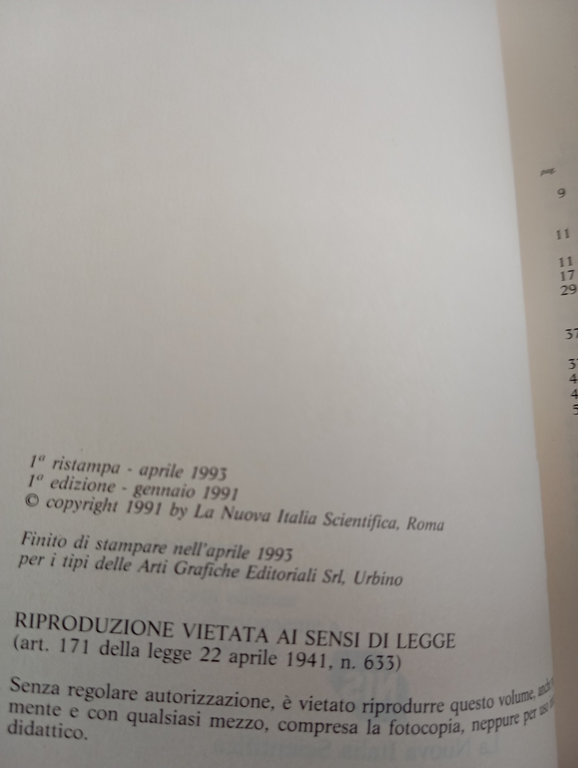 1ª ristampa - aprile 1993
1ª edizione - gennaio 1991
© copyright 1991 by La Nuova Italia Scientifica, Roma
Finito di stampare nell'aprile 1993
per i tipi delle Arti Grafiche Editoriali Srl, Urbino
RIPRODUZIONE VIETATA AI SENSI DI LEGGE
(art. 171 della legge 22 aprile 1941, n. 633)
Senza regolare autorizzazione, è vietato riprodurre questo volume,
mente e con qualsiasi mezzo, compresa la fotocopia, neppure per
didattico.
pag.
9
11
11
17
29